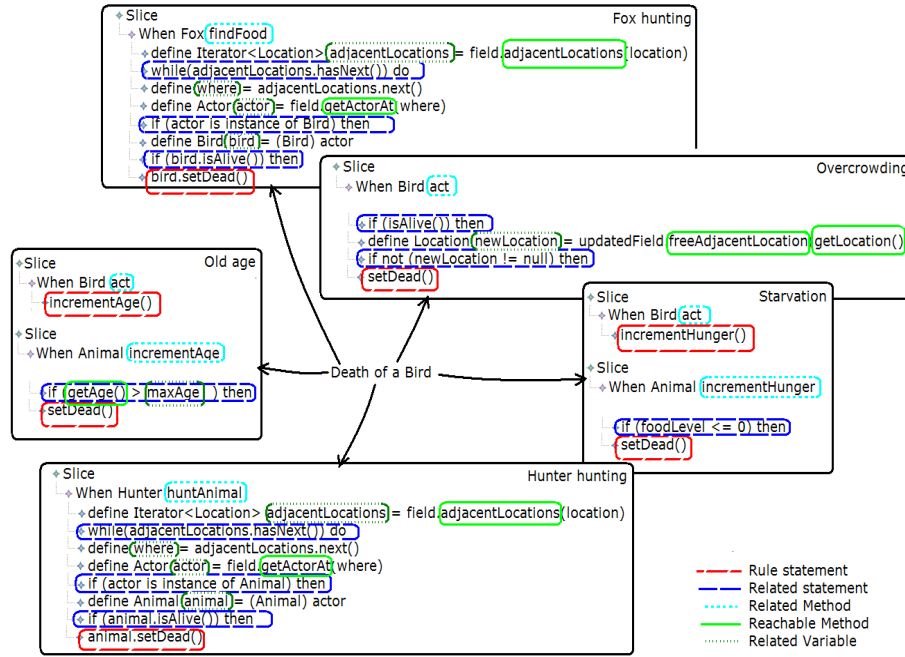 Slice
Fox hunting
When Fox findFood
define Iterator<Location> adjacentLocations = field.adjacentLocations(location)
while(adjacentLocations.hasNext()) do
define where = adjacentLocations.next()
define Actor actor = field.getActorAt(where)
if (actor is instance of Bird) then
define Bird bird = (Bird) actor
if (bird.isAlive()) then
bird.setDead()
Slice
Overcrowding
When Bird act
if (isAlive()) then
define Location newLocation = updatedField freeAdjacentLocation getLocation()
if not (newLocation != null) then
setDead()
Slice
Old age
When Bird act
incrementAge()
Slice
When Animal incrementAge
if (getAge() > maxAge ) then
setDead()
Death of a Bird
Slice
Starvation
When Bird act
incrementHunger()
Slice
When Animal incrementHunger
if (foodLevel <= 0) then
setDead()
Slice
Hunter hunting
When Hunter huntAnimal
define Iterator<Location> adjacentLocations = field.adjacentLocations(location)
while(adjacentLocations.hasNext()) do
define where = adjacentLocations.next()
define Actor actor = field.getActorAt(where)
if (actor is instance of Animal) then
define Animal animal = (Animal) actor
if (animal.isAlive()) then
animal.setDead()
Rule statement
Related statement
Related Method
Reachable Method
Related Variable